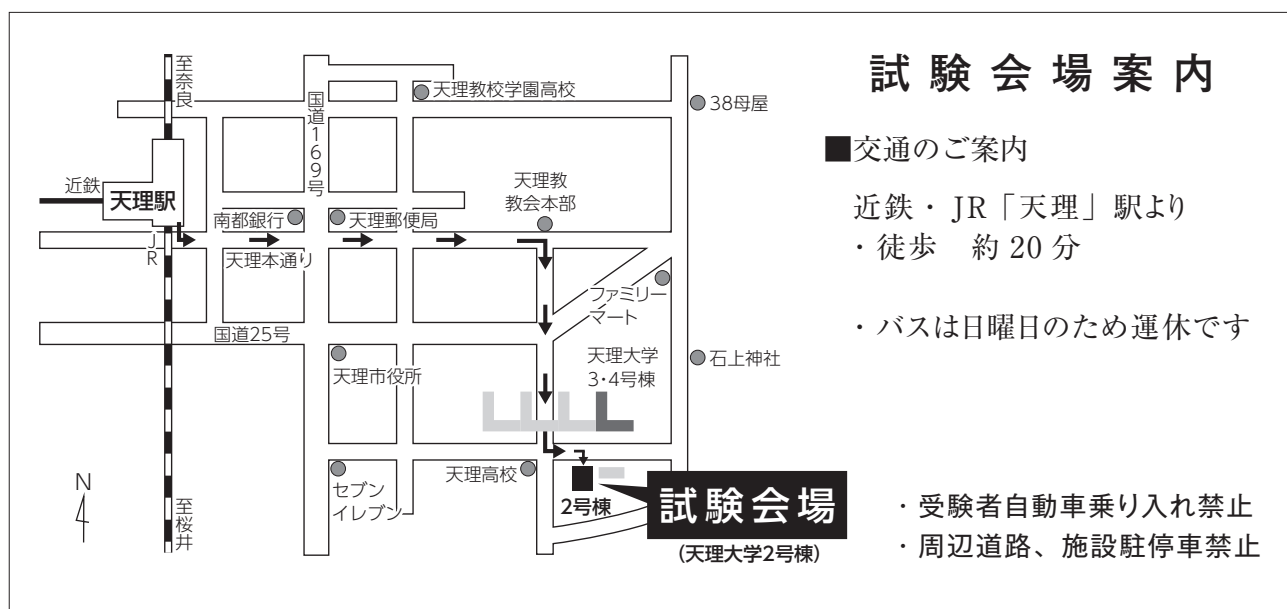 至奈良
近鉄
天理駅
JR
南都銀行
天理本通り
国道169号
天理教校学園高校
38母屋
天理郵便局
天理教
教会本部
ファミリー
マート
国道25号
天理市役所
天理大学
3・4号棟
石上神社
セブン
イレブン
天理高校
2号棟
試験会場
(天理大学2号棟)
N
至桜井
試験会場案内
■交通のご案内
近鉄・JR「天理」駅より
・徒歩 約20分
・バスは日曜日のため運休です
・受験者自動車乗り入れ禁止
・周辺道路、施設駐停車禁止